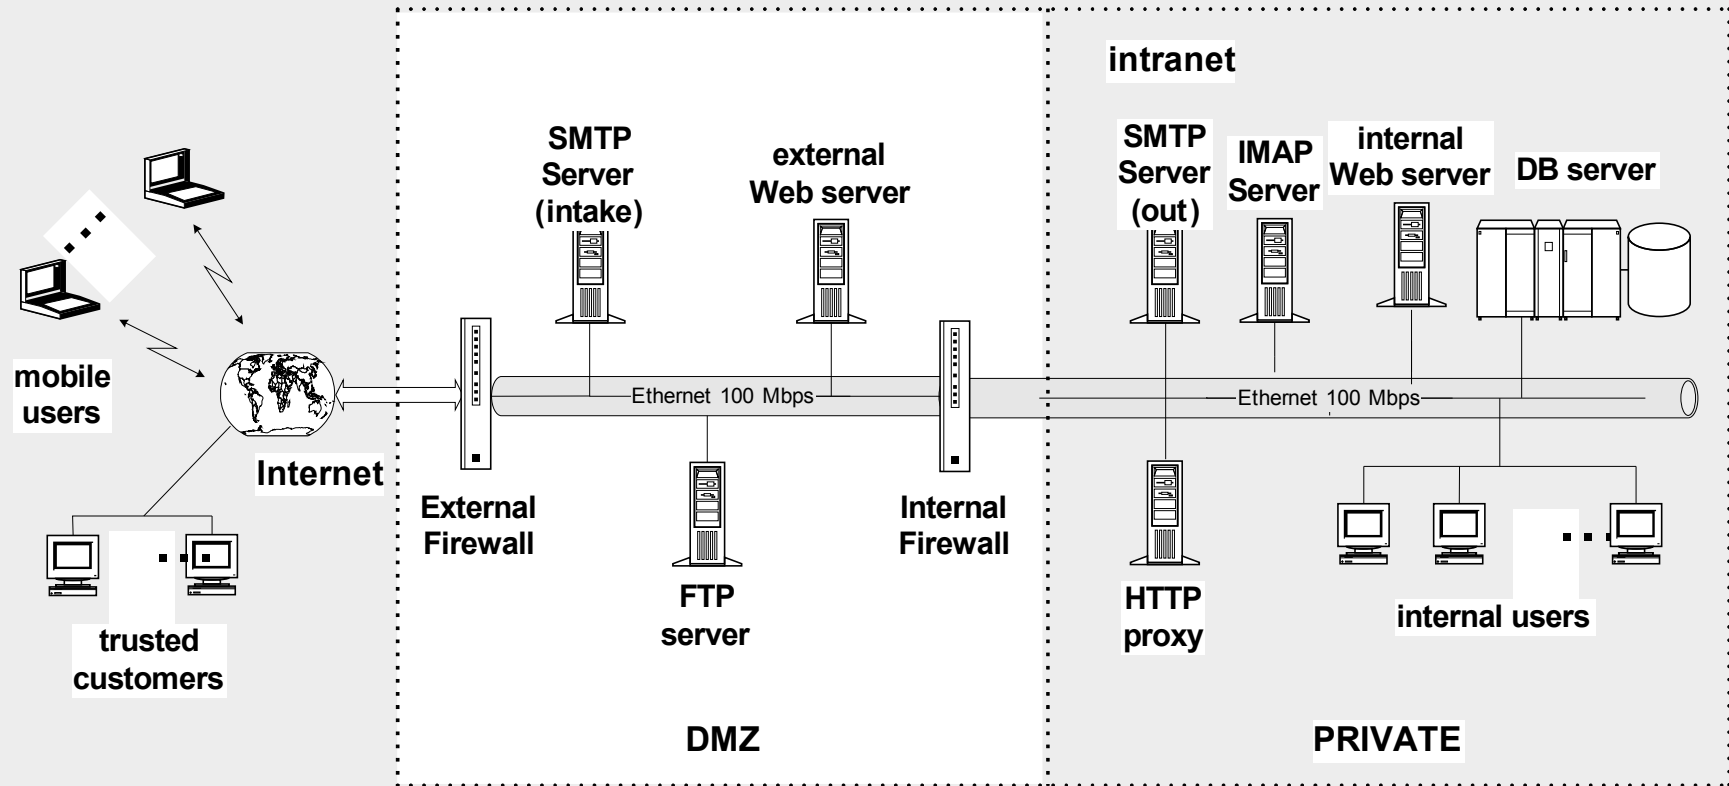 intranet
SMTP
Server
(intake)
external
Web server
SMTP
Server
(out)
IMAP
Server
internal
Web server
DB server
mobile
users
Internet
Ethernet 100 Mbps
Ethernet 100 Mbps
External
Firewall
Internal
Firewall
FTP
server
HTTP
proxy
internal users
trusted
customers
DMZ
PRIVATE